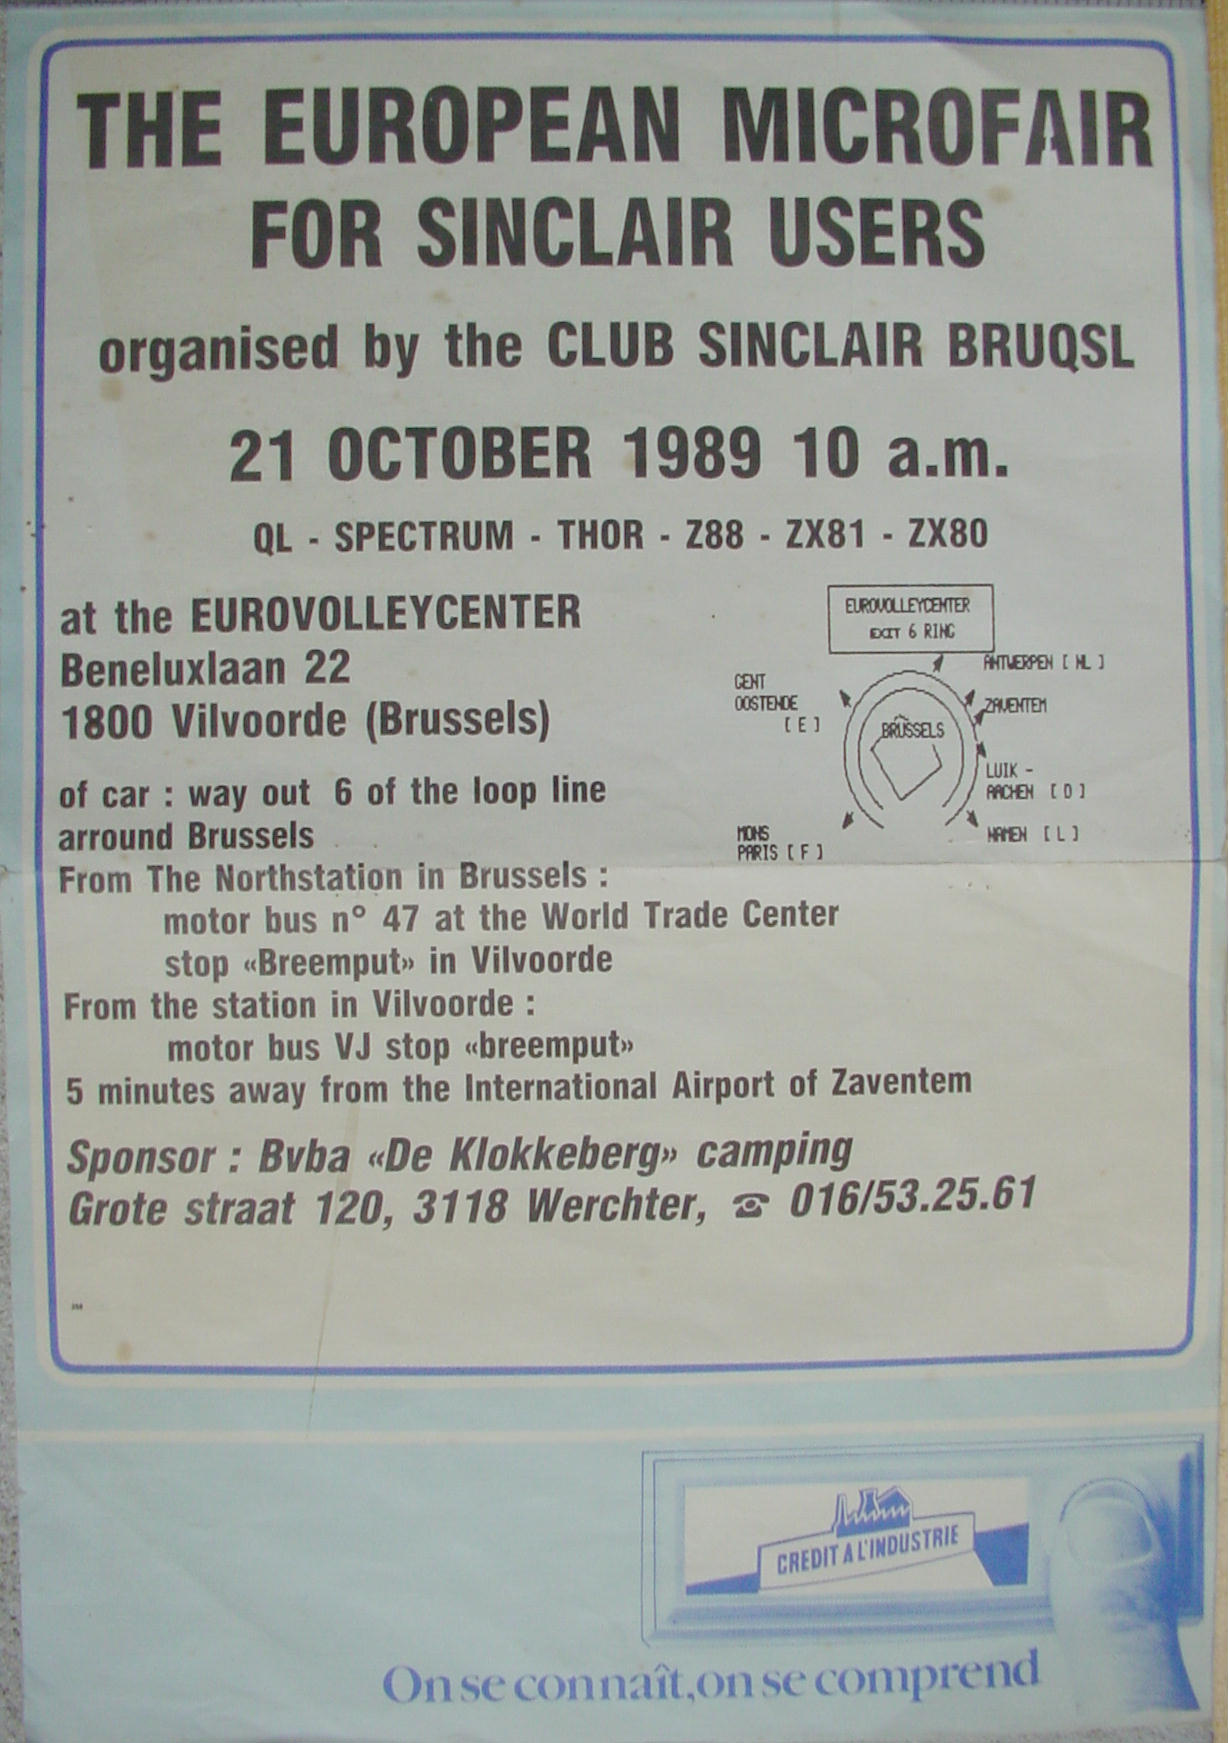 THE EUROPEAN MICROFAIR
FOR SINCLAIR USERS
organised by the CLUB SINCLAIR BRUQSL
21 OCTOBER 1989 10 a.m.
QL - SPECTRUM - THOR - Z88 - ZX81 - ZX80
at the EUROVOLLEYCENTER
Beneluxlaan 22
1800 Vilvoorde (Brussels)
EUROVOLLEYCENTER
EXIT 6 RING
ANTWERPEN [ NL ]
GENT
OOSTENDE
[ E ]
ZAVENTEM
BRUSSELS
LUIK -
AACHEN [ D ]
MONS
PARIS [ F ]
NAMEN [ L ]
of car : way out 6 of the loop line
arround Brussels
From The Northstation in Brussels :
motor bus n° 47 at the World Trade Center
stop «Breemput» in Vilvoorde
From the station in Vilvoorde :
motor bus VJ stop «breemput»
5 minutes away from the International Airport of Zaventem
Sponsor : Bvba «De Klokkeberg» camping
Grote straat 120, 3118 Werchter, ☎ 016/53.25.61
CREDIT A L'INDUSTRIE
On se connaît, on se comprend